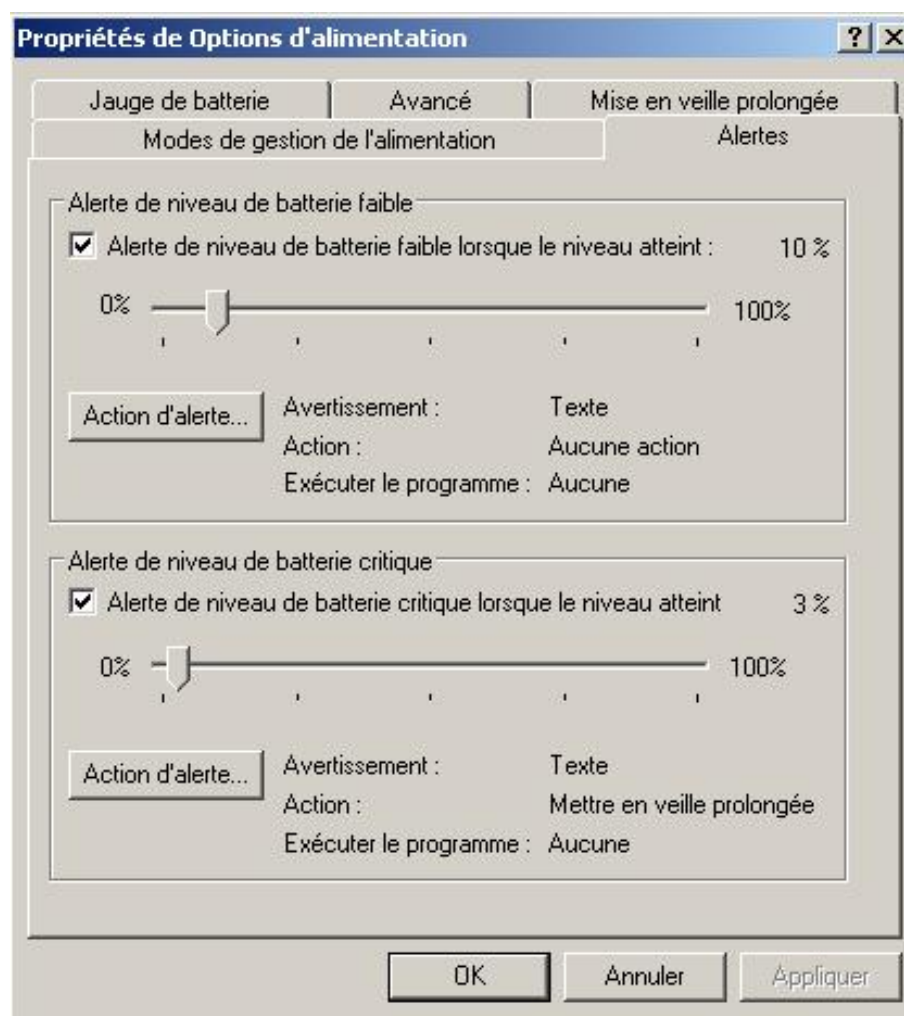 Propriétés de Options d'alimentation
Jauge de batterie
Avancé
Mise en veille prolongée
Modes de gestion de l'alimentation
Alertes
Alerte de niveau de batterie faible
Alerte de niveau de batterie faible lorsque le niveau atteint : 10 %
0% 100%
Action d'alerte...
Avertissement : Texte
Action : Aucune action
Exécuter le programme : Aucune
Alerte de niveau de batterie critique
Alerte de niveau de batterie critique lorsque le niveau atteint 3 %
0% 100%
Action d'alerte...
Avertissement : Texte
Action : Mettre en veille prolongée
Exécuter le programme : Aucune
OK
Annuler
Appliquer